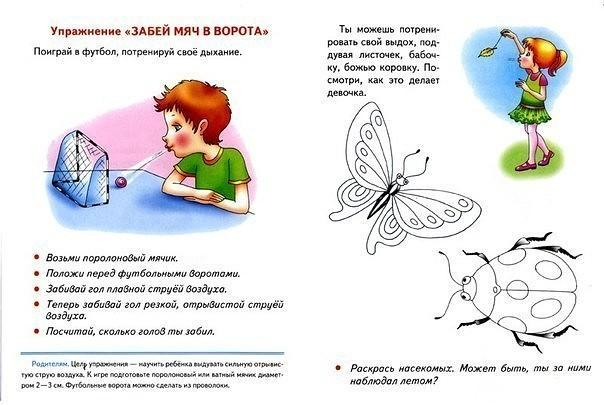 Упражнение «ЗАБЕЙ МЯЧ В ВОРОТА»
Поиграй в футбол, потренируй своё дыхание.
• Возьми поролоновый мячик.
• Положи перед футбольными воротами.
• Забивай гол плавной струёй воздуха.
• Теперь забивай гол резкой, отрывистой струёй
воздуха.
• Посчитай, сколько голов ты забил.
Родителям. Цель упражнения — научить ребёнка выдувать сильную отрывис-
тую струю воздуха. К игре подготовьте поролоновый или ватный мячик диамет-
ром 2—3 см. Футбольные ворота можно сделать из проволоки.
Ты можешь потрени-
ровать свой выдох, под-
дувая листочек, бабоч-
ку, божью коровку. По-
смотри, как это делает
девочка.
• Раскрась насекомых. Может быть, ты за ними
наблюдал летом?